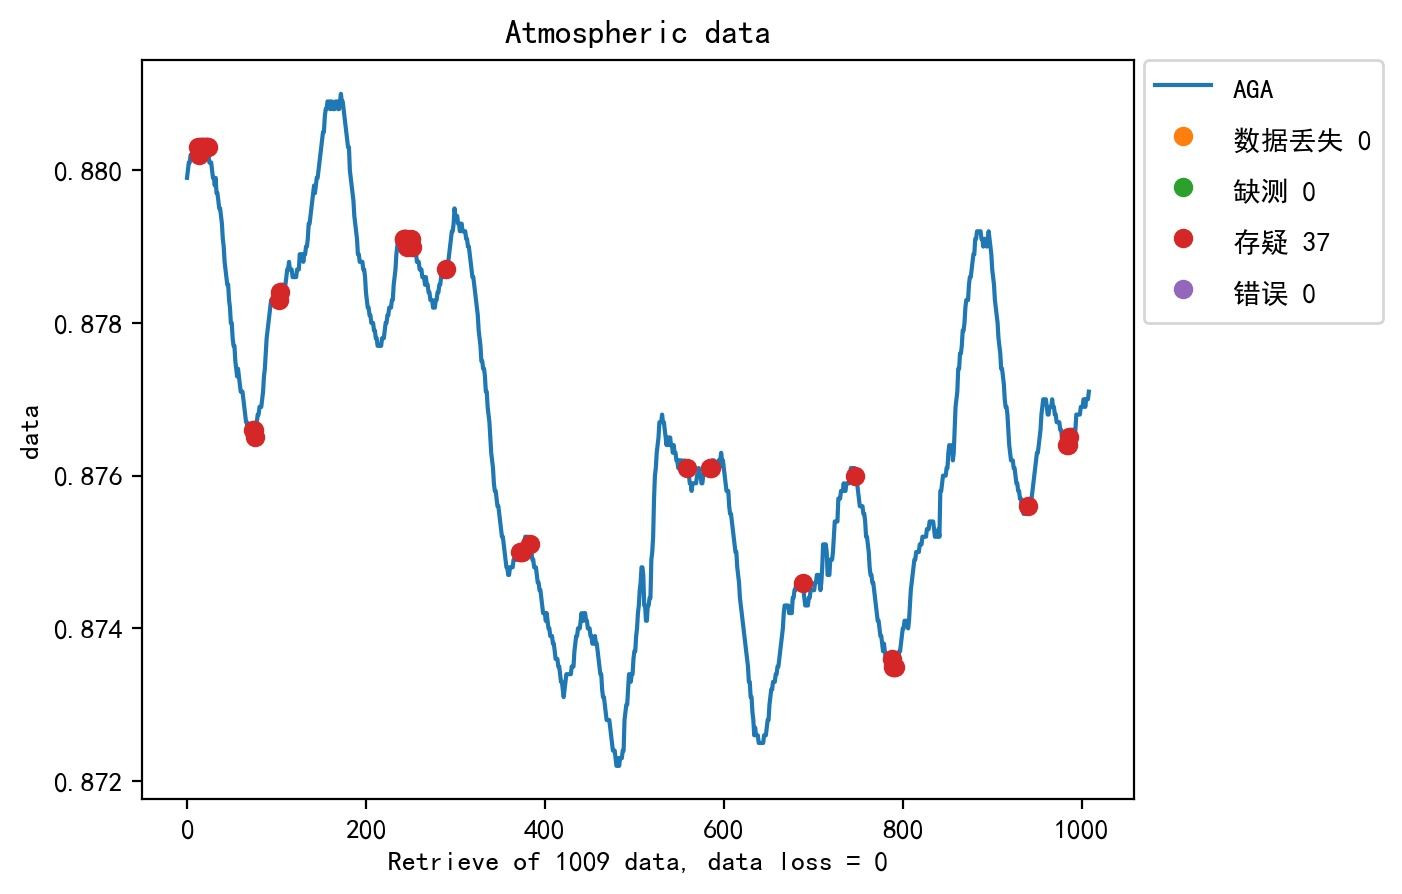 Atmospheric data
AGA
数据丢失 0
缺测 0
存疑 37
错误 0
0.880
0.878
0.876
0.874
0.872
data
0 200 400 600 800 1000
Retrieve of 1009 data, data loss = 0